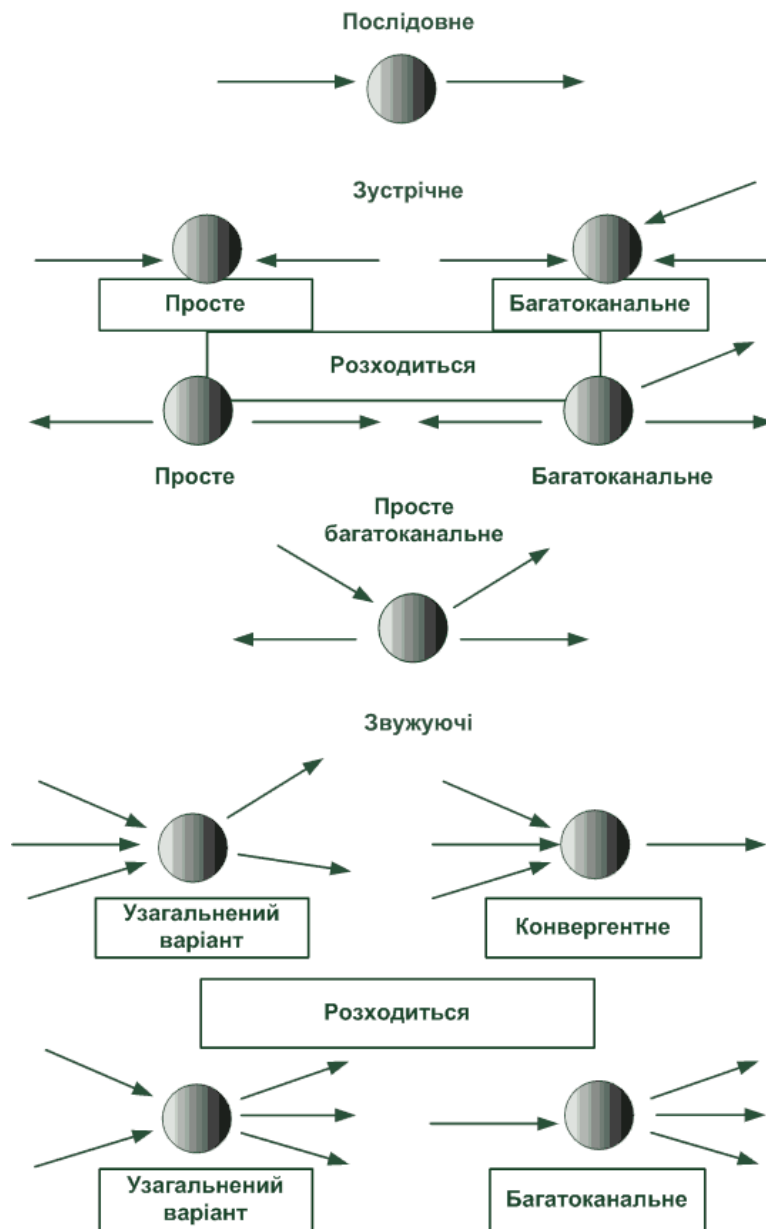 Послідовне
Зустрічне
Просте
Багатоканальне
Розходиться
Просте
Багатоканальне
Просте
багатоканальне
Звужуючі
Узагальнений
варіант
Конвергентне
Розходиться
Узагальнений
варіант
Багатоканальне